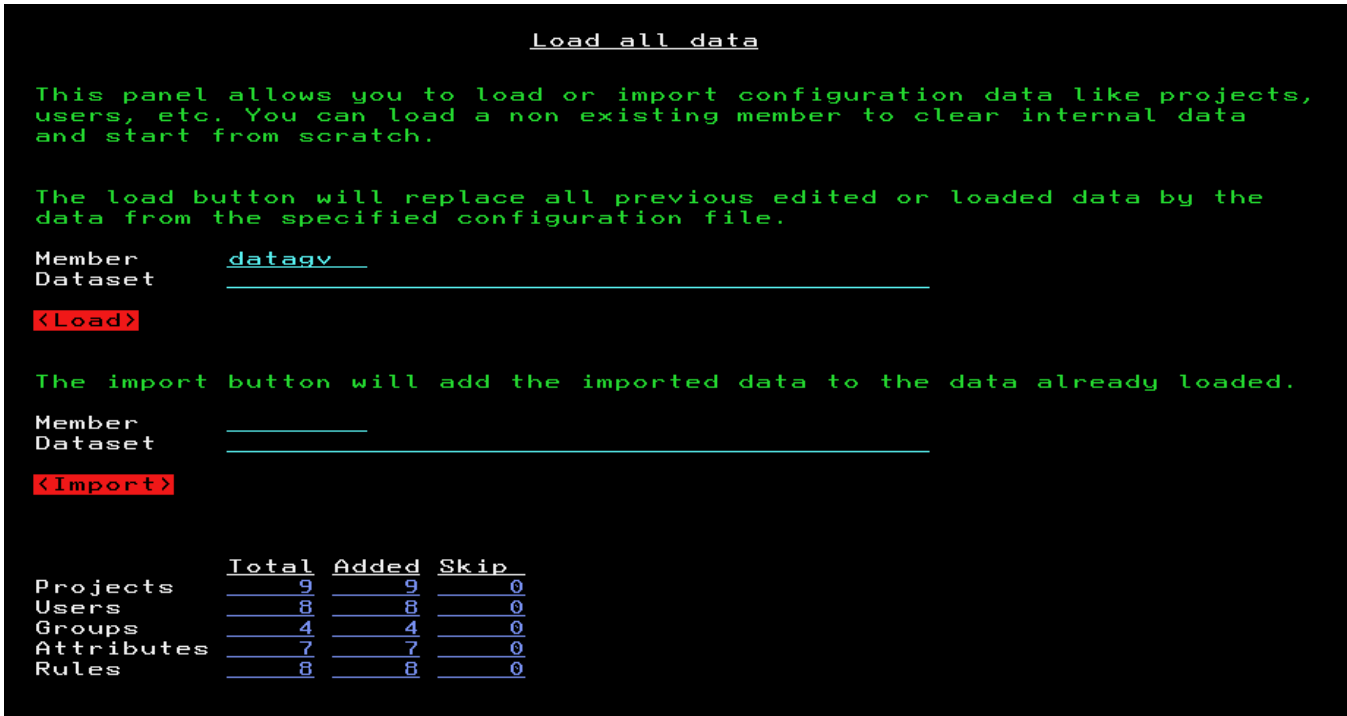 Load all data
This panel allows you to load or import configuration data like projects,
users, etc. You can load a non existing member to clear internal data
and start from scratch.
The load button will replace all previous edited or loaded data by the
data from the specified configuration file.
Member datagv
Dataset
<Load>
The import button will add the imported data to the data already loaded.
Member
Dataset
<Import>
Total Added Skip
Projects 9 9 0
Users 8 8 0
Groups 4 4 0
Attributes 7 7 0
Rules 8 8 0